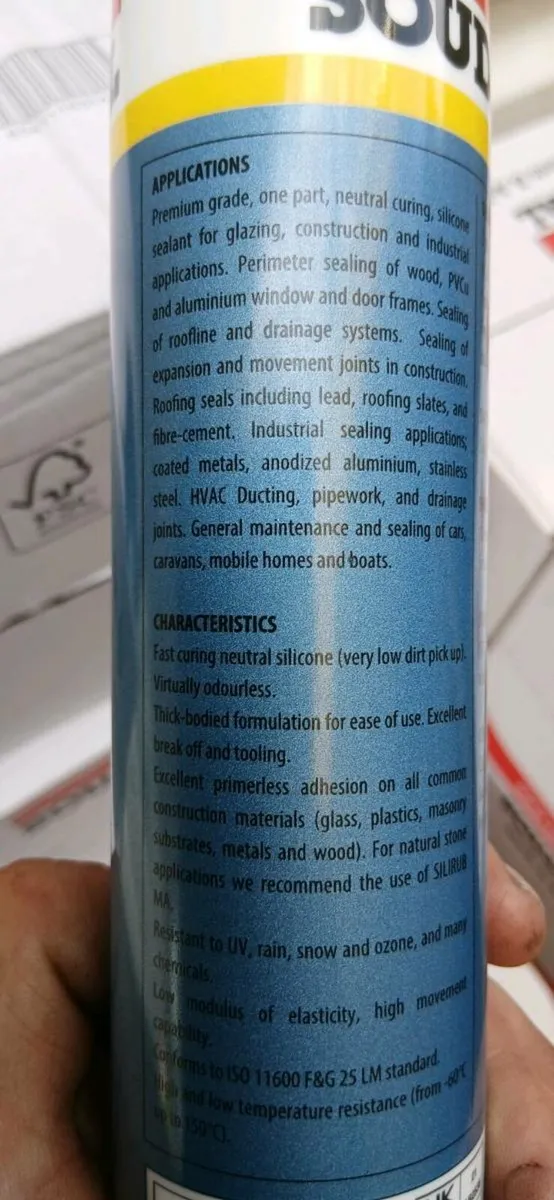 SOUD
APPLICATIONS
Premium grade, one part, neutral curing, silicone
sealant for glazing, construction and industrial
applications. Perimeter sealing of wood, PVCu
and aluminium window and door frames. Sealing
of roofline and drainage systems. Sealing of
expansion and movement joints in construction.
Roofing seals including lead, roofing slates, and
fibre-cement. Industrial sealing applications;
coated metals, anodized aluminium, stainless
steel. HVAC Ducting, pipework, and drainage
joints. General maintenance and sealing of cars,
caravans, mobile homes and boats.
CHARACTERISTICS
Fast curing neutral silicone (very low dirt pick up).
Virtually odourless.
Thick-bodied formulation for ease of use. Excellent
break off and tooling.
Excellent primerless adhesion on all common
construction materials (glass, plastics, masonry
substrates, metals and wood). For natural stone
applications we recommend the use of SILIRUB
MA.
Resistant to UV, rain, snow and ozone, and many
chemicals.
Low modulus of elasticity, high movement
capability.
Conforms to ISO 11600 F&G 25 LM standard.
High and low temperature resistance (from -60°C
up to 150°C).